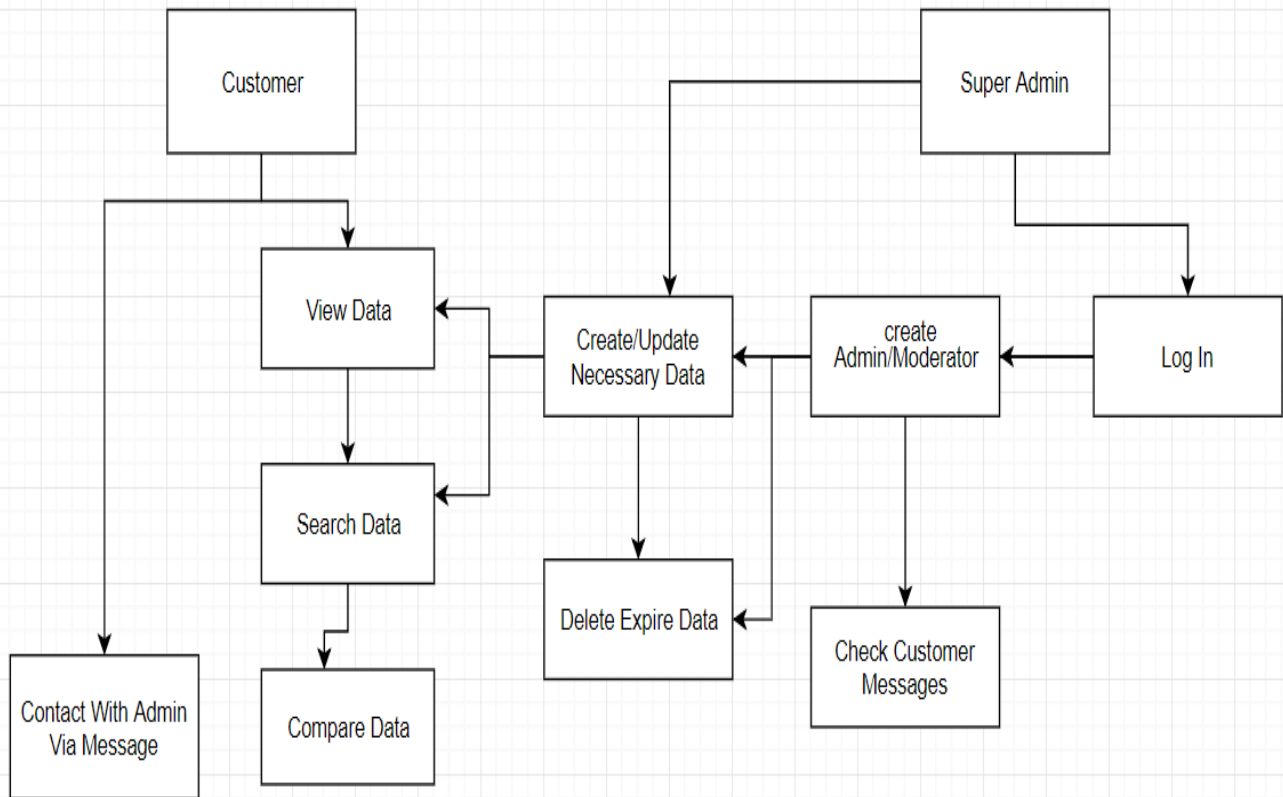 Customer
Super Admin
View Data
Create/Update
Necessary Data
create
Admin/Moderator
Log In
Search Data
Delete Expire Data
Check Customer
Messages
Contact With Admin
Via Message
Compare Data